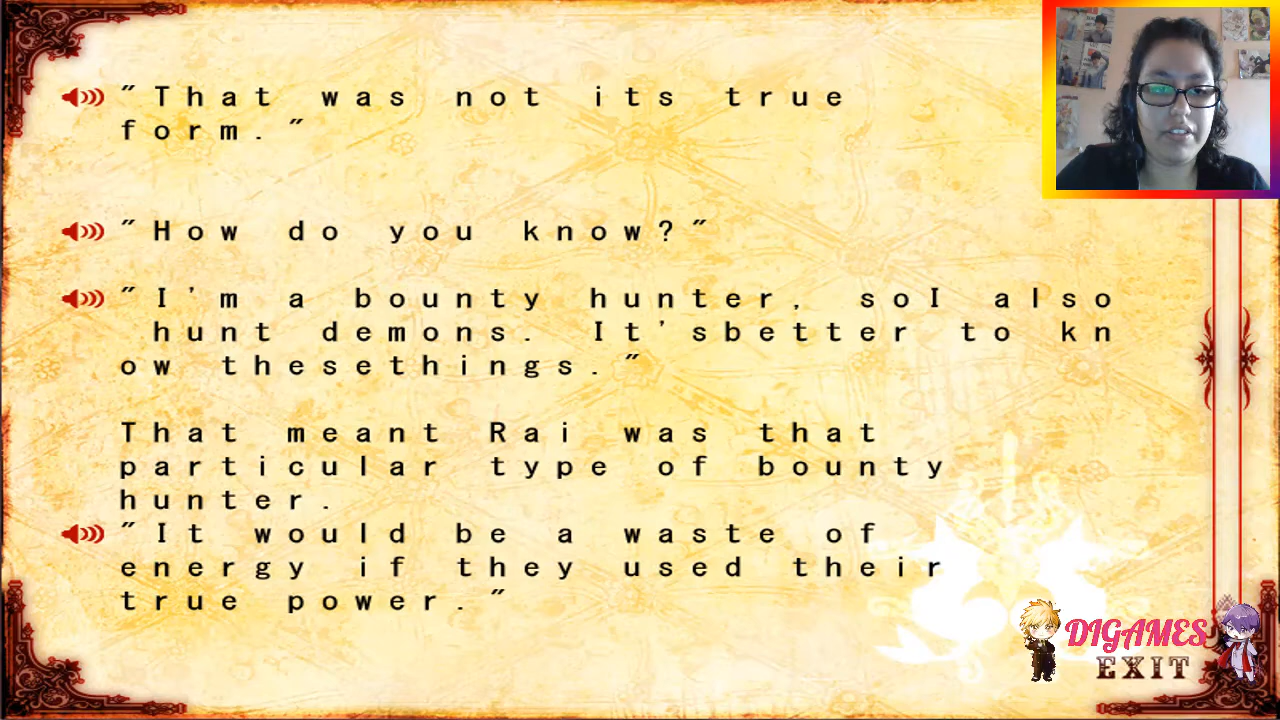 "That was not its true
form."
"How do you know?"
"I'm a bounty hunter, soI also
hunt demons. It'sbetter to kn
ow thesethings."
That meant Rai was that
particular type of bounty
hunter.
"It would be a waste of
energy if they used their
true power."
DIGAMES
EXIT